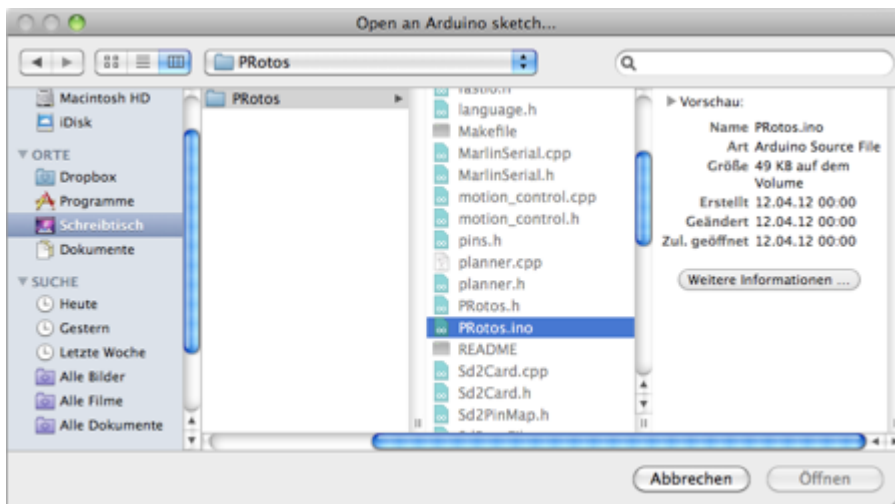 Open an Arduino sketch...
PRotos
Macintosh HD
iDisk
▼ ORTE
Dropbox
Programme
Schreibtisch
Dokumente
▼ SUCHE
Heute
Gestern
Letzte Woche
Alle Bilder
Alle Filme
Alle Dokumente
PRotos
language.h
Makefile
MarlinSerial.cpp
MarlinSerial.h
motion_control.cpp
motion_control.h
pins.h
planner.cpp
planner.h
PRotos.h
PRotos.ino
README
Sd2Card.cpp
Sd2Card.h
Sd2PinMap.h
▶ Vorschau:
Name PRotos.ino
Art Arduino Source File
Größe 49 KB auf dem
Volume
Erstellt 12.04.12 00:00
Geändert 12.04.12 00:00
Zul. geöffnet 12.04.12 00:00
Weitere Informationen ...
Abbrechen
Öffnen